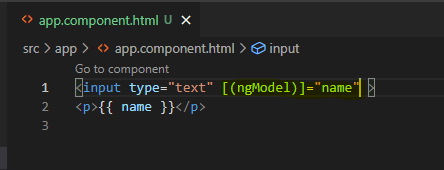 app.component.html U
src > app > app.component.html > input
Go to component
1 <input type="text" [(ngModel)]="name" >
2 <p>{{ name }}</p>
3